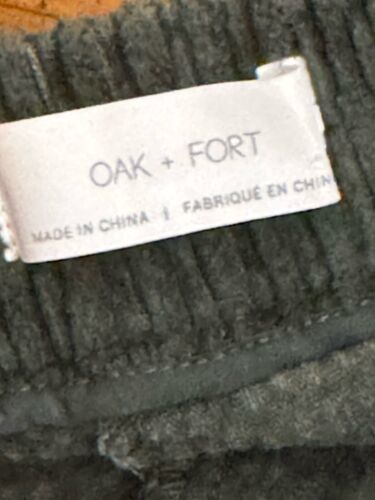 OAK + FORT
MADE IN CHINA | FABRIQUÉ EN CHIN